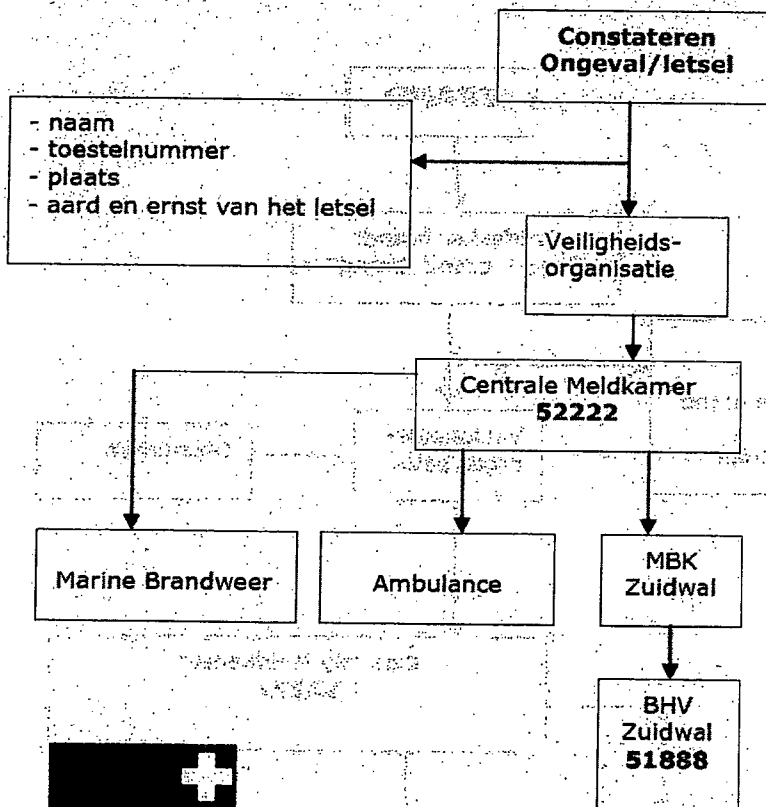 Constateren
Ongeval/letsel
- naam
- toestelnummer
- plaats
- aard en ernst van het letsel
Veiligheids-
organisatie
Centrale Meldkamer
52222
Marine Brandweer
Ambulance
MBK
Zuidwal
BHV
Zuidwal
51888